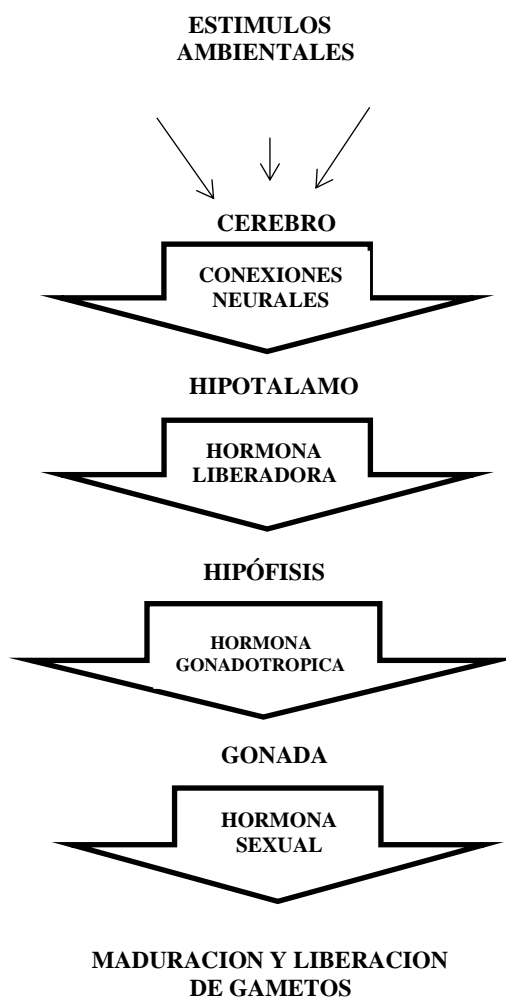 ESTIMULOS
AMBIENTALES
CEREBRO
CONEXIONES
NEURALES
HIPOTALAMO
HORMONA
LIBERADORA
HIPÓFISIS
HORMONA
GONADOTROPICA
GONADA
HORMONA
SEXUAL
MADURACION Y LIBERACION
DE GAMETOS